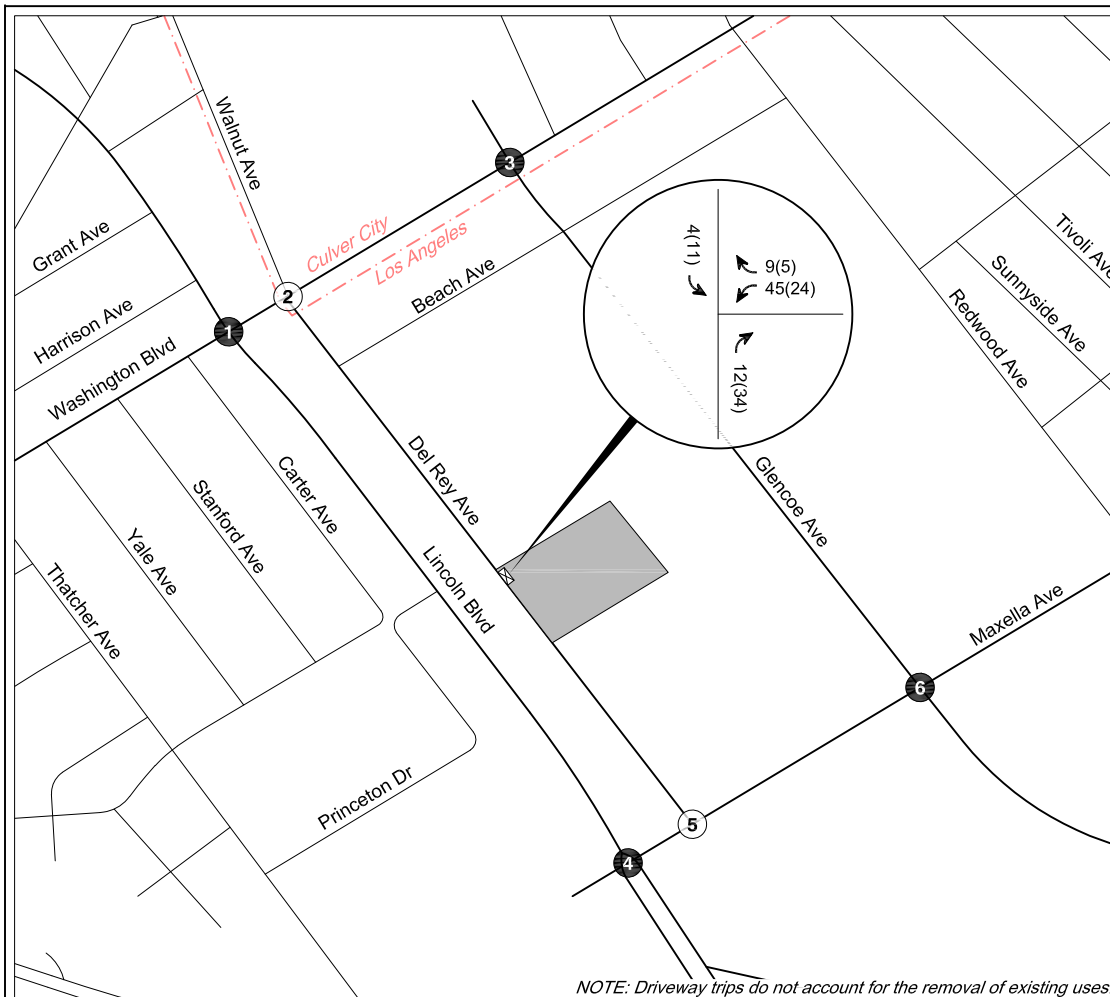 Walnut Ave
3
Grant Ave
Culver City
Los Angeles
Tivoli Ave
4(11)
9(5)
45(24)
Sunnyside Ave
Beach Ave
2
Harrison Ave
1
Redwood Ave
Washington Blvd
12(34)
Del Rey Ave
Carter Ave
Stanford Ave
Glencoe Ave
Yale Ave
Lincoln Blvd
Thatcher Ave
Maxella Ave
6
Princeton Dr
5
4
NOTE: Driveway trips do not account for the removal of existing uses